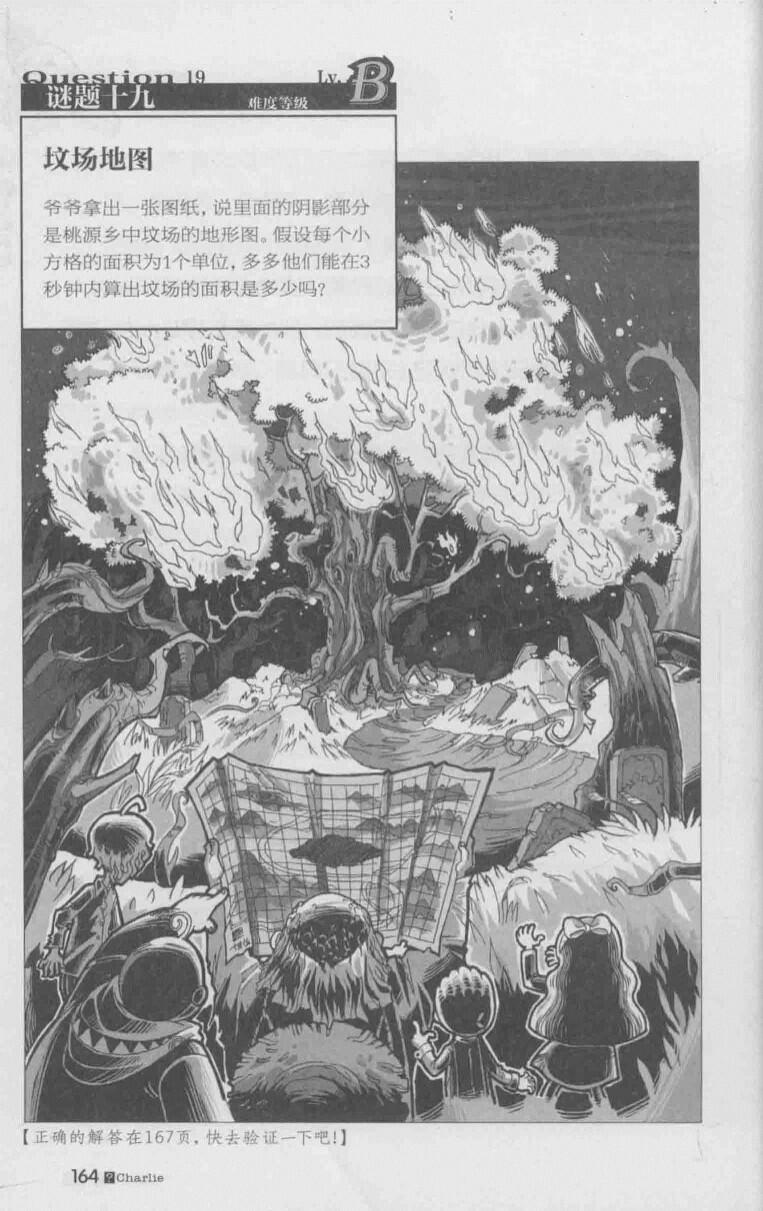 Question 19 Lv. B
谜题十九 难度等级
坟场地图
爷爷拿出一张图纸,说里面的阴影部分
是桃源乡中坟场的地形图。假设每个小
方格的面积为1个单位,多多他们能在3
秒钟内算出坟场的面积是多少吗?
【正确的解答在167页,快去验证一下吧!】
164 ? Charlie